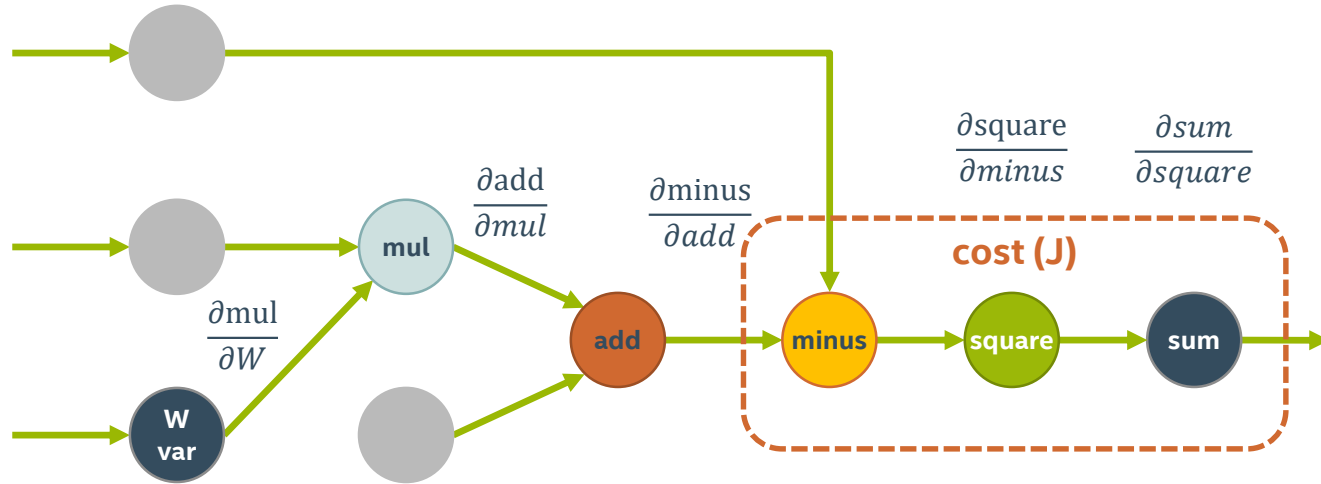 ∂square
∂minus
∂sum
∂square
∂add
∂mul
∂minus
∂add
cost (J)
mul
∂mul
∂W
add
minus
square
sum
W
var